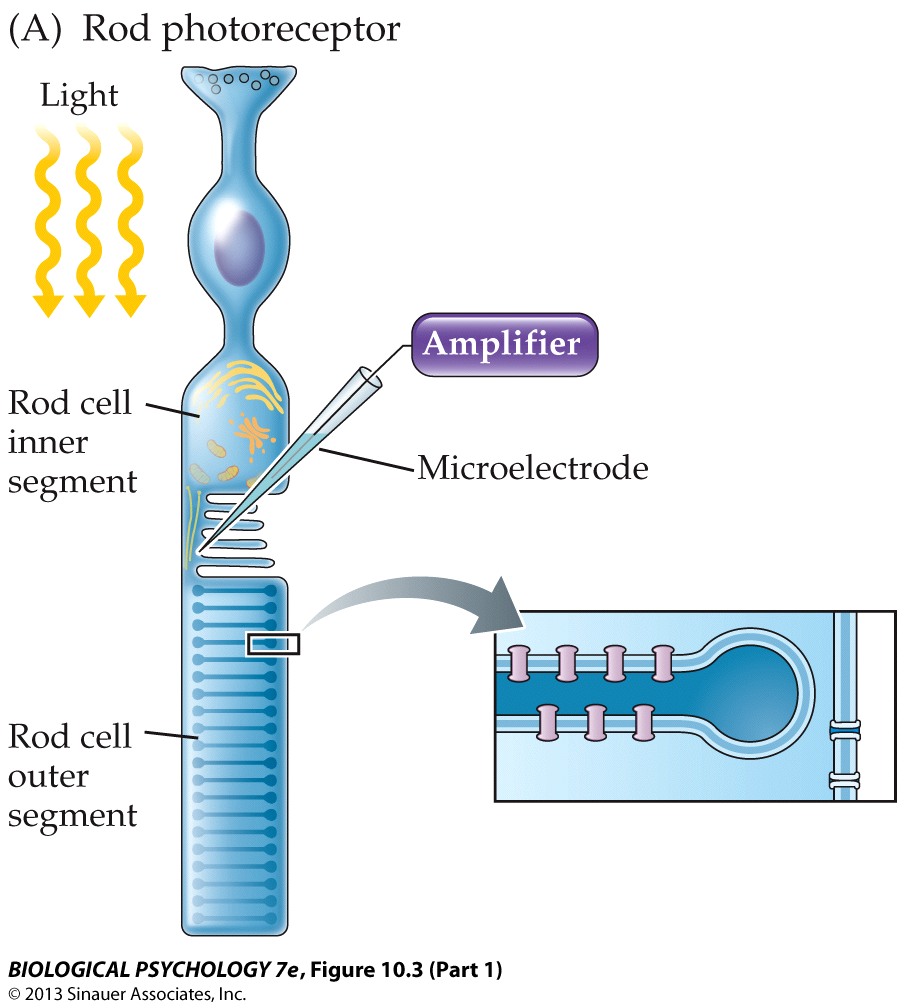 (A) Rod photoreceptor
Light
Amplifier
Rod cell
inner
segment
Microelectrode
Rod cell
outer
segment
BIOLOGICAL PSYCHOLOGY 7e, Figure 10.3 (Part 1)
© 2013 Sinauer Associates, Inc.